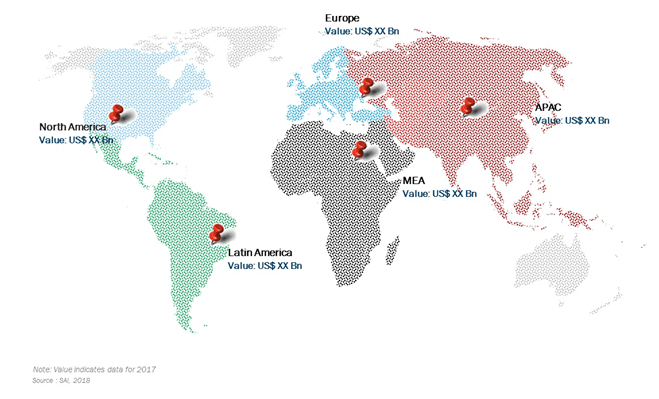 Europe
Value: US$ XX Bn
North America
Value: US$ XX Bn
APAC
Value: US$ XX Bn
MEA
Value: US$ XX Bn
Latin America
Value: US$ XX Bn
Note: Value indicates data for 2017
Source : SAI, 2018